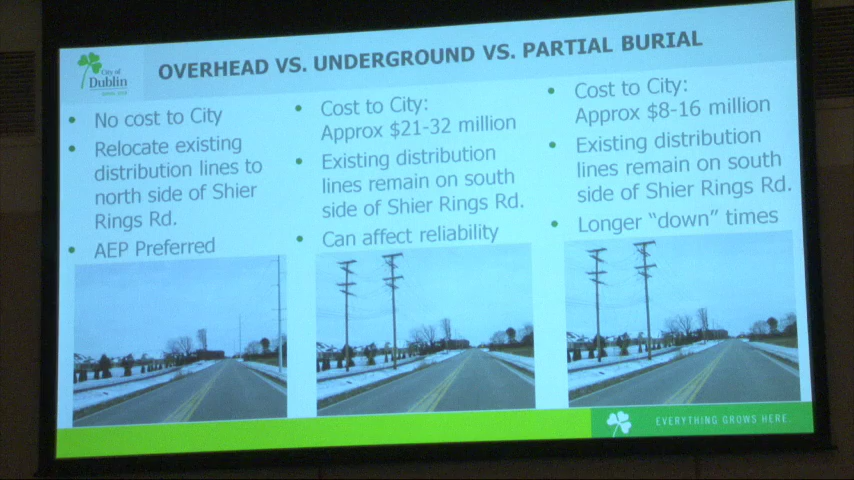 City of
Dublin
OVERHEAD VS. UNDERGROUND VS. PARTIAL BURIAL
• No cost to City
• Relocate existing
distribution lines to
north side of Shier
Rings Rd.
• AEP Preferred
• Cost to City:
Approx $21-32 million
• Existing distribution
lines remain on south
side of Shier Rings Rd.
• Can affect reliability
• Cost to City:
Approx $8-16 million
• Existing distribution
lines remain on south
side of Shier Rings Rd.
• Longer “down” times
EVERYTHING GROWS HERE.